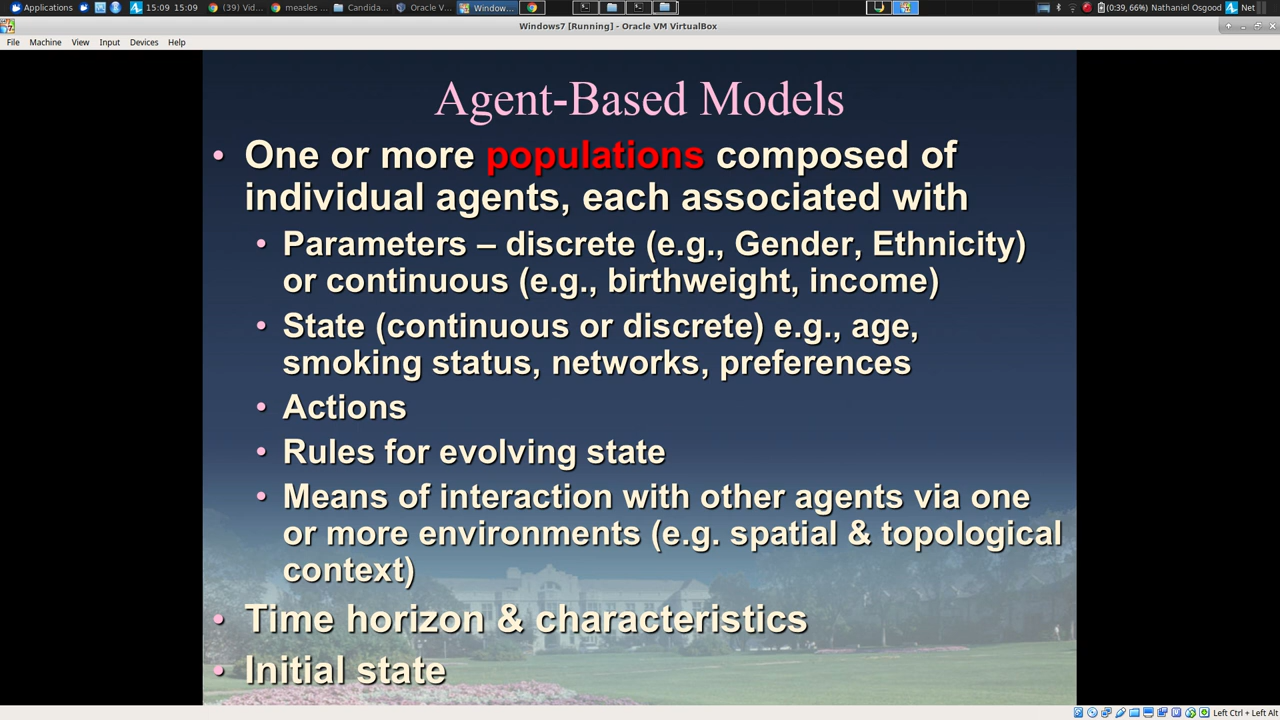 Applications 15:09 15:09 (39) Vid... measles ... Candida... Oracle V... Window... (0:39, 66%) Nathaniel Osgood Net
Windows7 [Running] - Oracle VM VirtualBox
File Machine View Input Devices Help
Agent-Based Models
• One or more populations composed of
individual agents, each associated with
• Parameters – discrete (e.g., Gender, Ethnicity)
or continuous (e.g., birthweight, income)
• State (continuous or discrete) e.g., age,
smoking status, networks, preferences
• Actions
• Rules for evolving state
• Means of interaction with other agents via one
or more environments (e.g. spatial & topological
context)
• Time horizon & characteristics
• Initial state
Left Ctrl + Left Alt